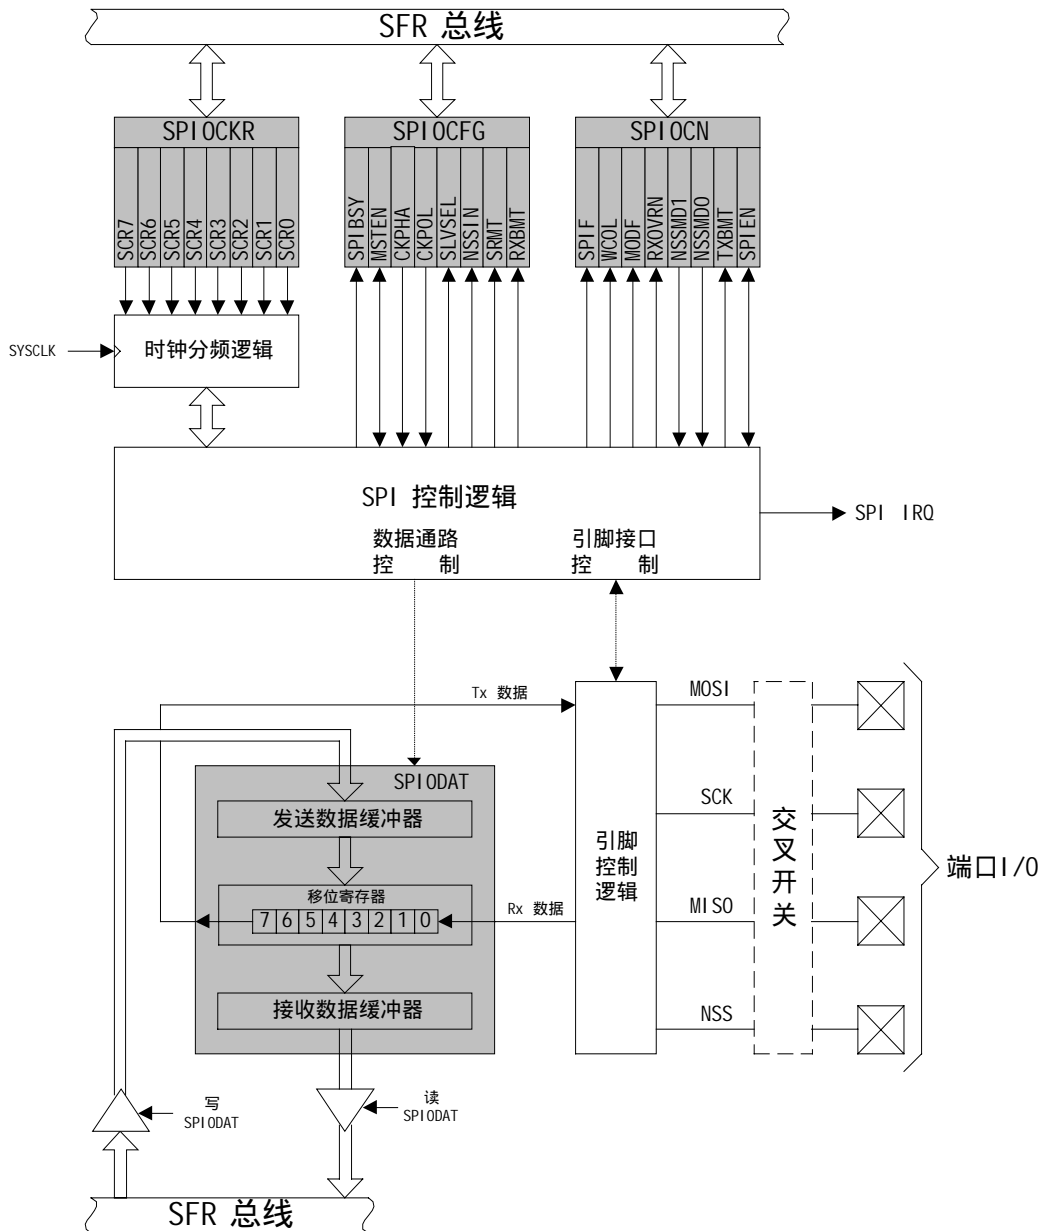 SFR 总线
SPI0CKR
SPI0CFG
SPI0CN
SCR7
SCR6
SCR5
SCR4
SCR3
SCR2
SCR1
SCR0
SPIBSY
MSTEN
CKPHA
CKPOL
SLVSEL
NSSIN
SRMT
RXBMT
SPIF
WCOL
MODF
RXOVRN
NSSMD1
NSSMD0
TXBMT
SPIEN
SYSCLK
时钟分频逻辑
SPI 控制逻辑
SPI IRQ
数据通路
控 制
引脚接口
控 制
Tx 数据
MOSI
SPI0DAT
发送数据缓冲器
SCK
引脚
控制
逻辑
交
叉
开
关
端口I/O
移位寄存器
7 6 5 4 3 2 1 0
Rx 数据
MISO
接收数据缓冲器
NSS
写
SPI0DAT
读
SPI0DAT
SFR 总线